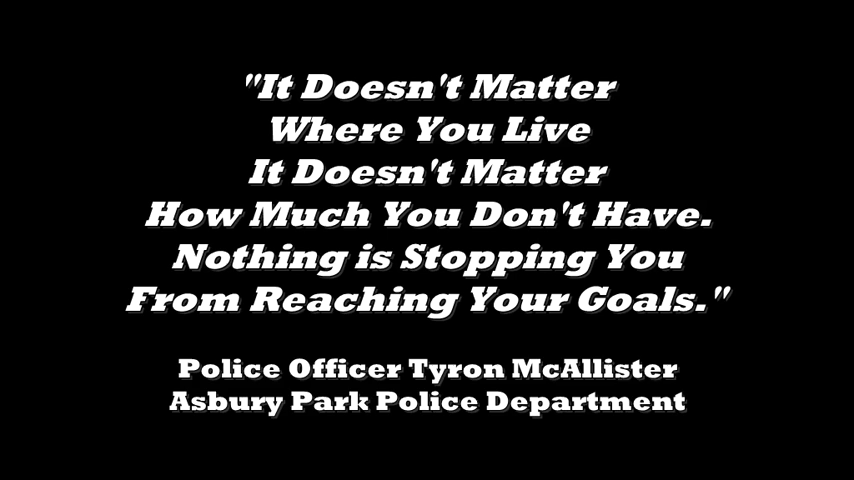 "It Doesn't Matter
Where You Live
It Doesn't Matter
How Much You Don't Have.
Nothing is Stopping You
From Reaching Your Goals."
Police Officer Tyron McAllister
Asbury Park Police Department